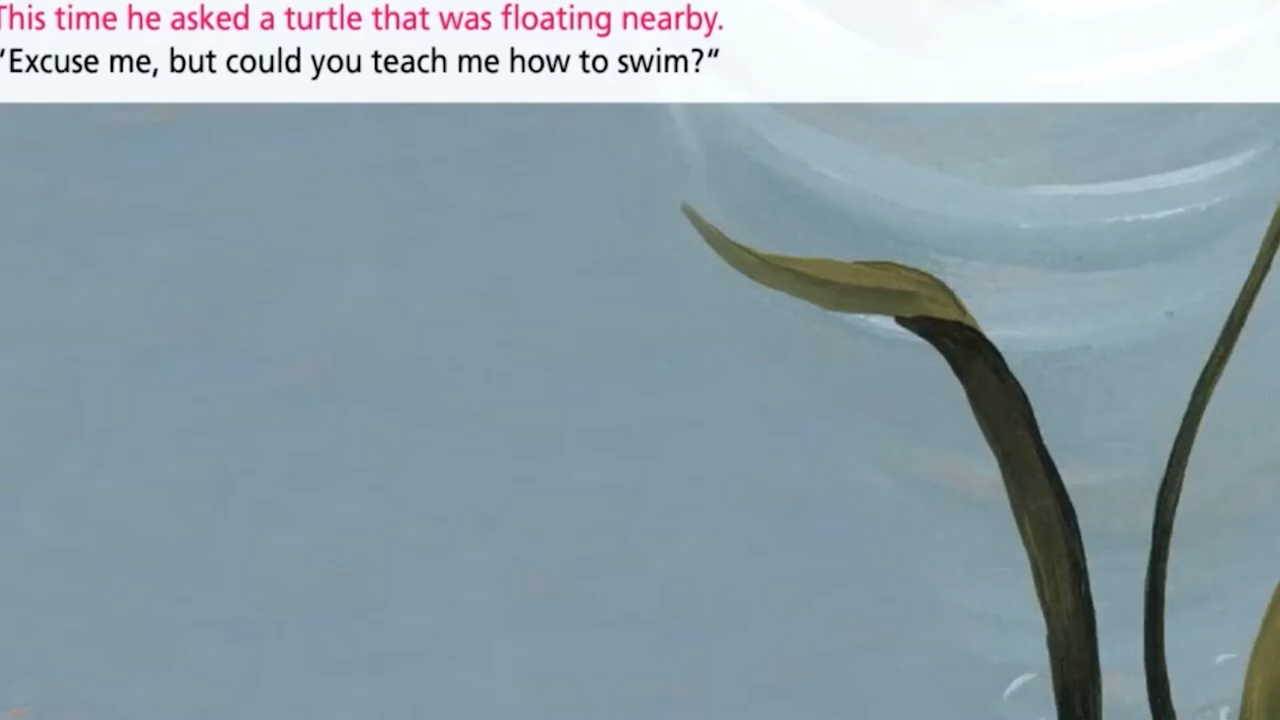 This time he asked a turtle that was floating nearby.
“Excuse me, but could you teach me how to swim?”